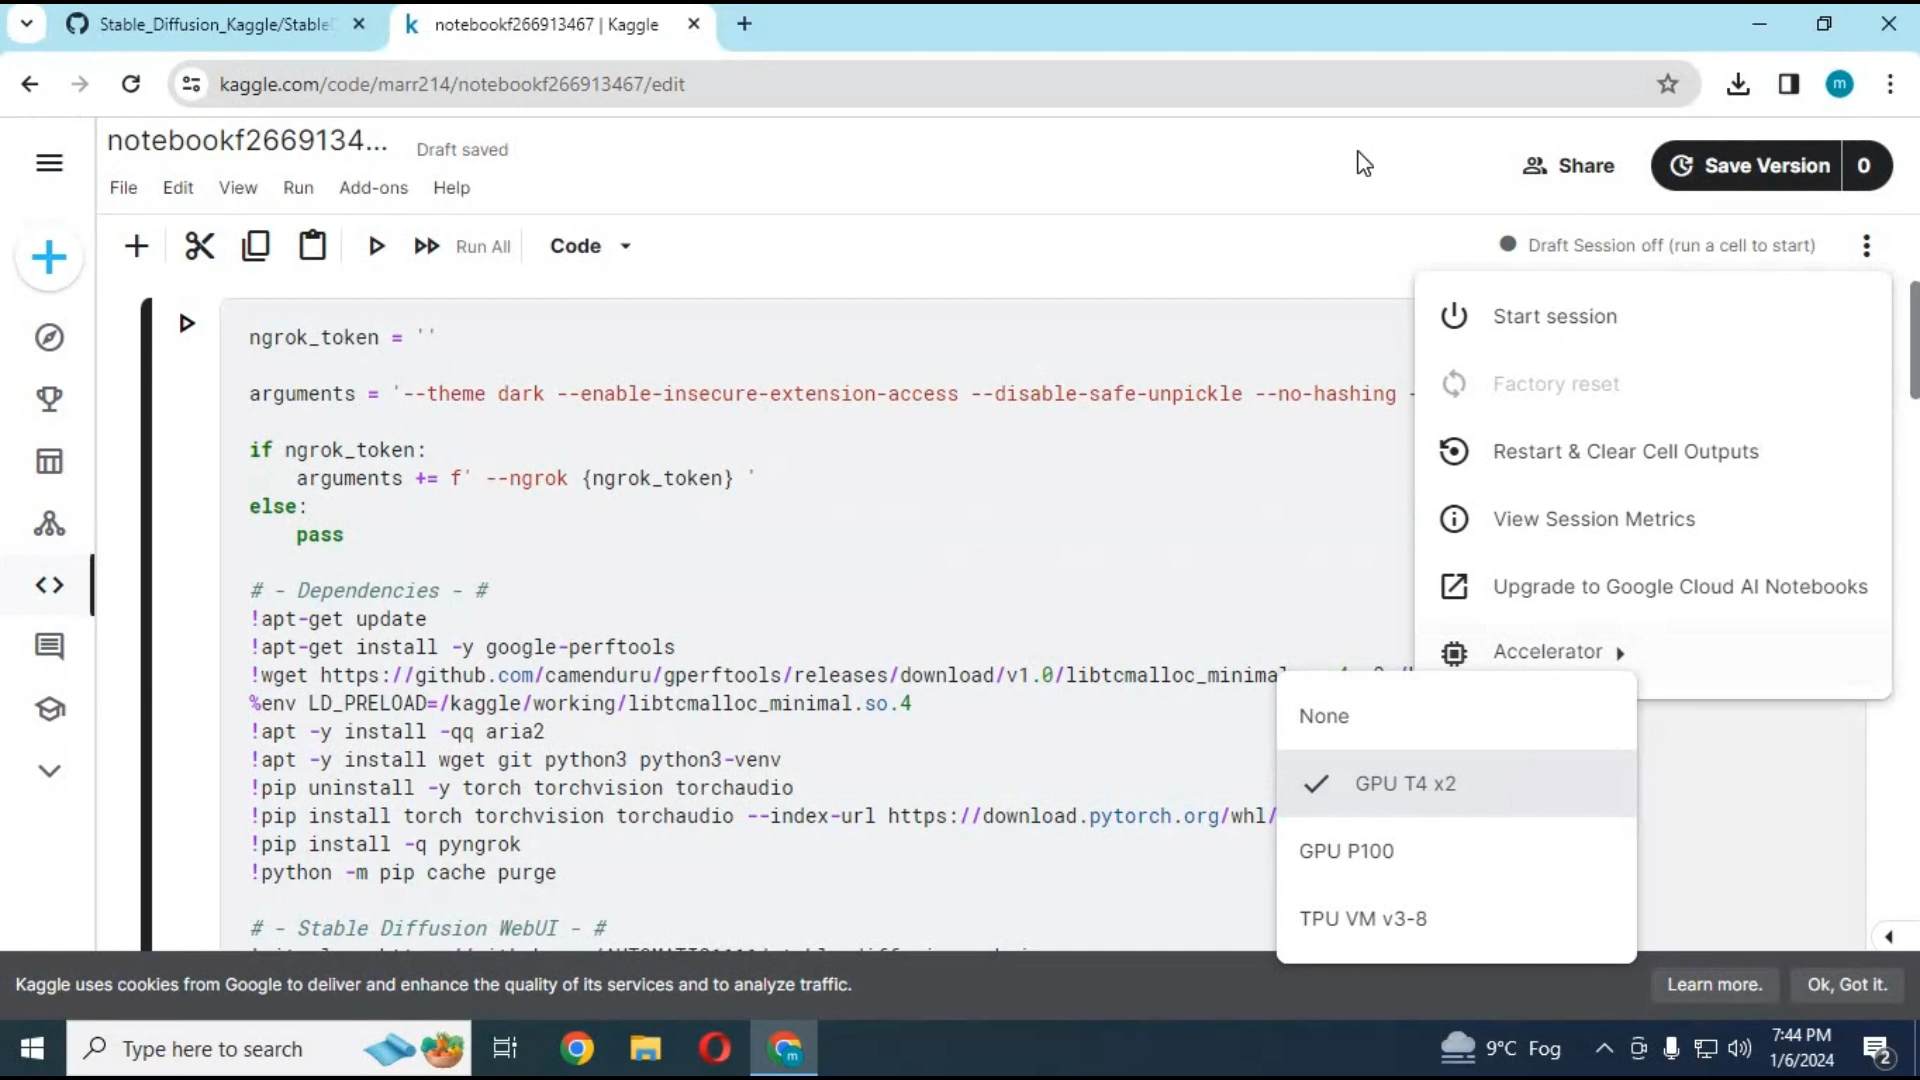 Stable_Diffusion_Kaggle/Stable
notebookf266913467 | Kaggle
kaggle.com/code/marr214/notebookf266913467/edit
m
notebookf2669134...
Draft saved
Share
Save Version
0
File Edit View Run Add-ons Help
Run All
Code
Draft Session off (run a cell to start)
ngrok_token = ''
arguments = '--theme dark --enable-insecure-extension-access --disable-safe-unpickle --no-hashing -
if ngrok_token:
arguments += f' --ngrok {ngrok_token} '
else:
pass
# - Dependencies - #
!apt-get update
!apt-get install -y google-perftools
!wget https://github.com/camenduru/gperftools/releases/download/v1.0/libtcmalloc_minima
%env LD_PRELOAD=/kaggle/working/libtcmalloc_minimal.so.4
!apt -y install -qq aria2
!apt -y install wget git python3 python3-venv
!pip uninstall -y torch torchvision torchaudio
!pip install torch torchvision torchaudio --index-url https://download.pytorch.org/whl/
!pip install -q pyngrok
!python -m pip cache purge
# - Stable Diffusion WebUI - #
Start session
Factory reset
Restart & Clear Cell Outputs
View Session Metrics
Upgrade to Google Cloud AI Notebooks
Accelerator
None
GPU T4 x2
GPU P100
TPU VM v3-8
Kaggle uses cookies from Google to deliver and enhance the quality of its services and to analyze traffic.
Learn more.
Ok, Got it.
Type here to search
9°C Fog
7:44 PM
1/6/2024
2